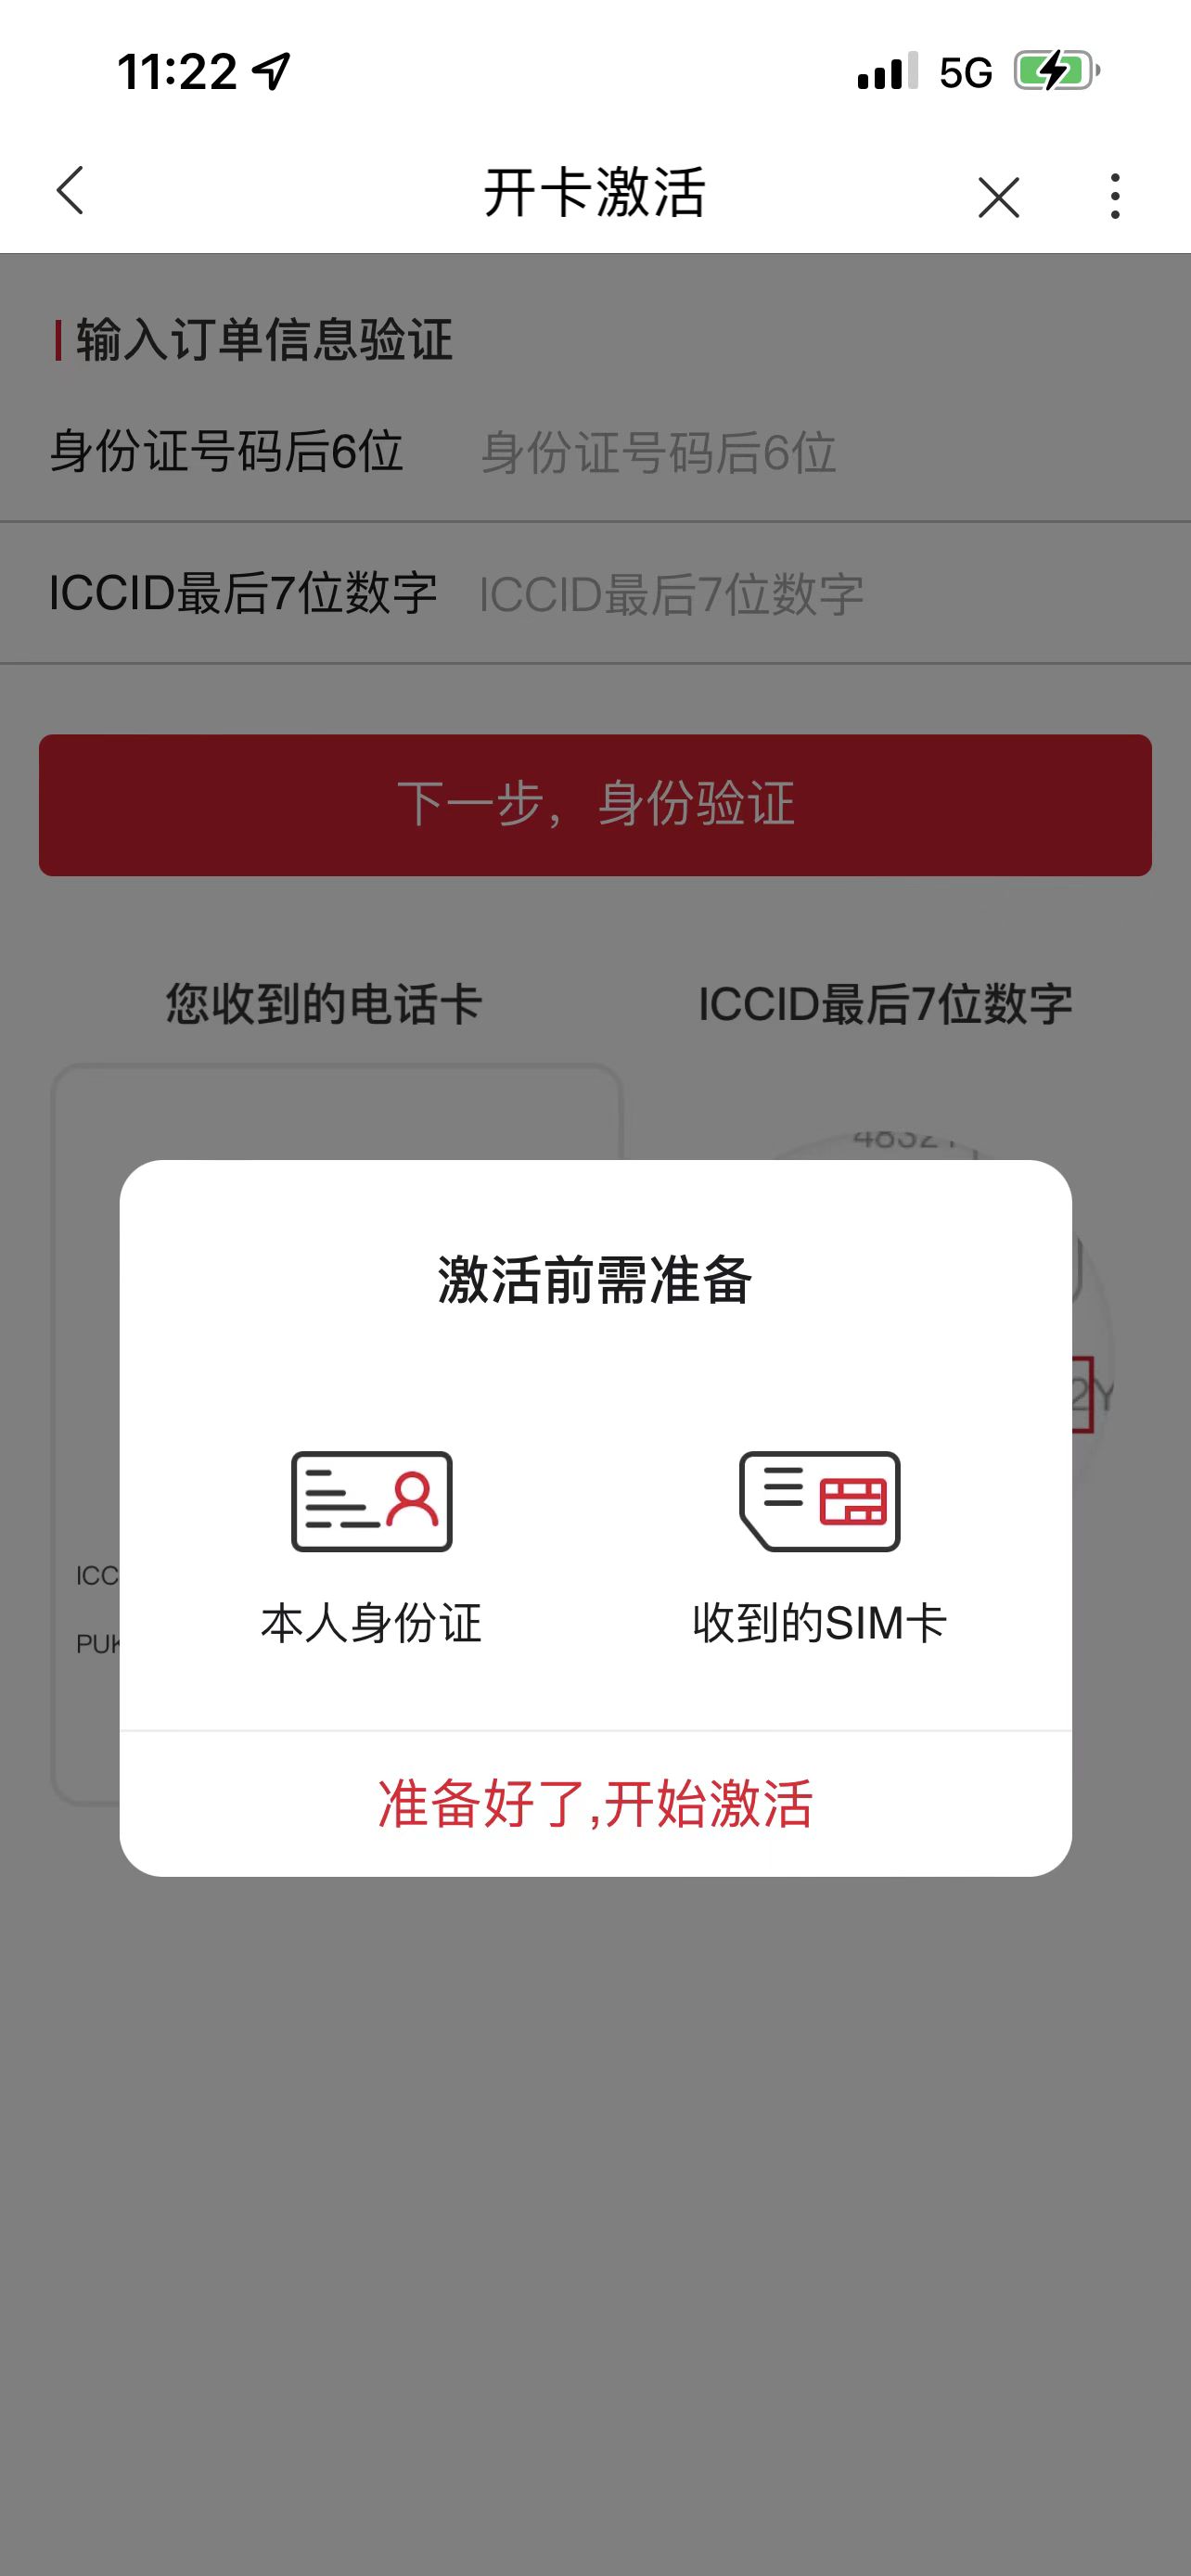 11:22
5G
开卡激活
输入订单信息验证
身份证号码后6位 身份证号码后6位
ICCID最后7位数字 ICCID最后7位数字
下一步，身份验证
您收到的电话卡 ICCID最后7位数字
激活前需准备
2Y
ICC
PUK
本人身份证 收到的SIM卡
准备好了,开始激活